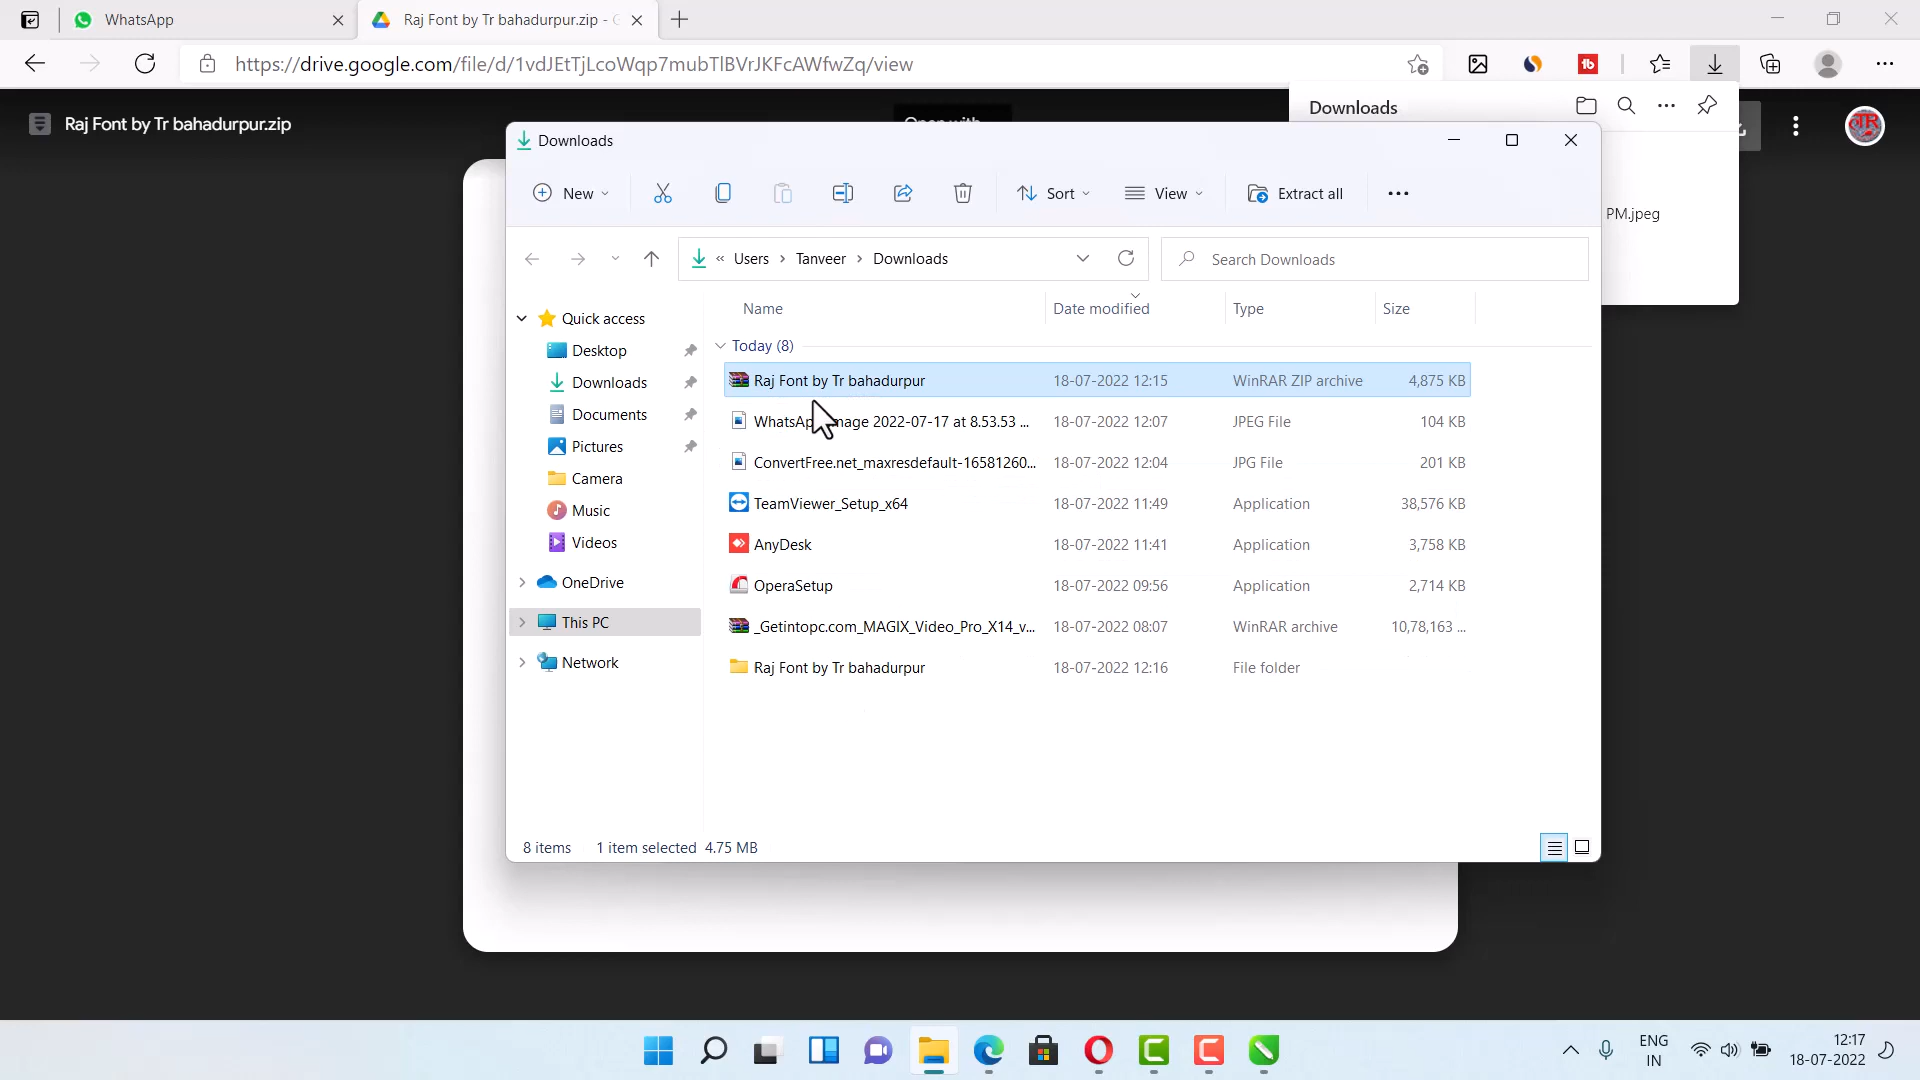 WhatsApp
Raj Font by Tr bahadurpur.zip - G
https://drive.google.com/file/d/1vdJEtTjLcoWqp7mubTlBVrJKFcAWfwZq/view
Raj Font by Tr bahadurpur.zip
Open with
Downloads
PM.jpeg
Downloads
New
Sort
View
Extract all
Users > Tanveer > Downloads
Search Downloads
Name Date modified Type Size
Quick access
Desktop
Downloads
Documents
Pictures
Camera
Music
Videos
OneDrive
This PC
Network
Today (8)
Raj Font by Tr bahadurpur 18-07-2022 12:15 WinRAR ZIP archive 4,875 KB
WhatsApp Image 2022-07-17 at 8.53.53 ... 18-07-2022 12:07 JPEG File 104 KB
ConvertFree.net_maxresdefault-16581260... 18-07-2022 12:04 JPG File 201 KB
TeamViewer_Setup_x64 18-07-2022 11:49 Application 38,576 KB
AnyDesk 18-07-2022 11:41 Application 3,758 KB
OperaSetup 18-07-2022 09:56 Application 2,714 KB
_Getintopc.com_MAGIX_Video_Pro_X14_v... 18-07-2022 08:07 WinRAR archive 10,78,163 ...
Raj Font by Tr bahadurpur 18-07-2022 12:16 File folder
8 items 1 item selected 4.75 MB
ENG
IN
12:17
18-07-2022